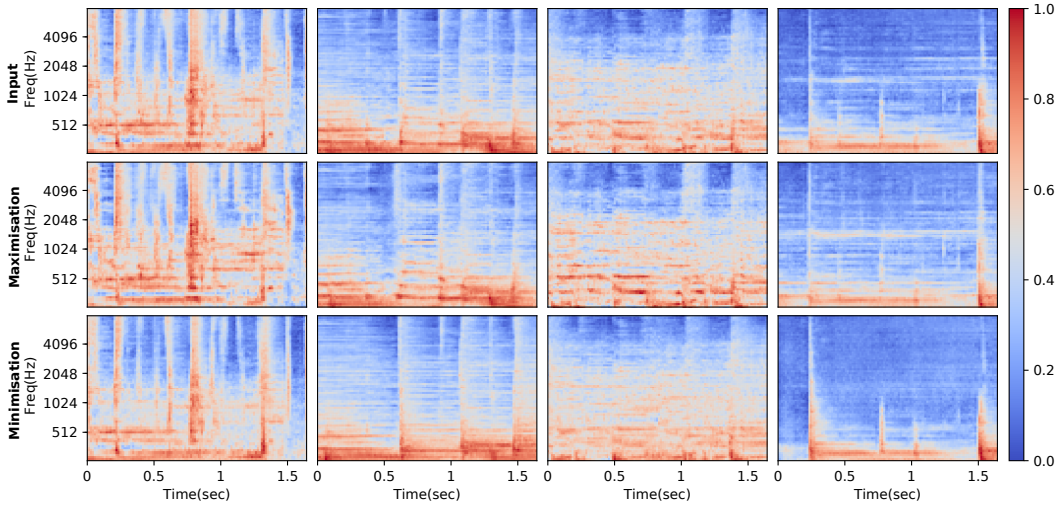 Input
Freq(Hz)
4096
2048
1024
512
Maximisation
Freq(Hz)
4096
2048
1024
512
Minimisation
Freq(Hz)
4096
2048
1024
512
0 0.5 1 1.5
0 0.5 1 1.5
0 0.5 1 1.5
0 0.5 1 1.5
Time(sec)
Time(sec)
Time(sec)
Time(sec)
1.0
0.8
0.6
0.4
0.2
0.0